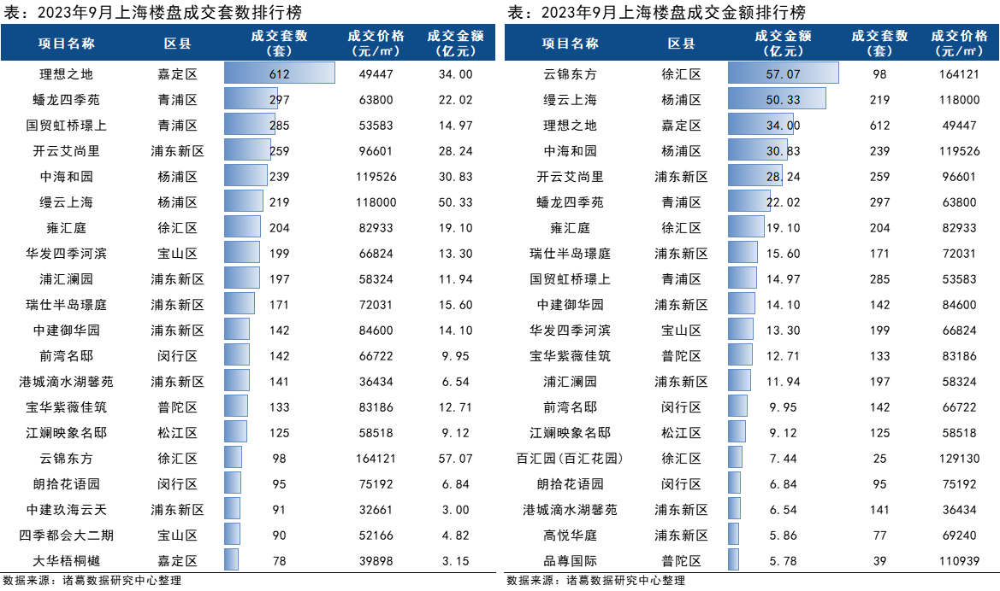 表：2023年9月上海楼盘成交套数排行榜
项目名称 区县 成交套数（套） 成交价格（元/㎡） 成交金额（亿元）
理想之地 嘉定区 612 49447 34.00
蟠龙四季苑 青浦区 297 63800 22.02
国贸虹桥璟上 青浦区 285 53583 14.97
开云艾尚里 浦东新区 259 96601 28.24
中海和园 杨浦区 239 119526 30.83
缦云上海 杨浦区 219 118000 50.33
雍汇庭 徐汇区 204 82933 19.10
华发四季河滨 宝山区 199 66824 13.30
浦汇澜园 浦东新区 197 58324 11.94
瑞仕半岛璟庭 浦东新区 171 72031 15.60
中建御华园 浦东新区 142 84600 14.10
前湾名邸 闵行区 142 66722 9.95
港城滴水湖馨苑 浦东新区 141 36434 6.54
宝华紫薇佳筑 普陀区 133 83186 12.71
江斓映象名邸 松江区 125 58518 9.12
云锦东方 徐汇区 98 164121 57.07
朗拾花语园 闵行区 95 75192 6.84
中建玖海云天 浦东新区 91 32661 3.00
四季都会大二期 宝山区 90 52166 4.82
大华梧桐樾 嘉定区 78 39898 3.15
数据来源：诸葛数据研究中心整理
表：2023年9月上海楼盘成交金额排行榜
项目名称 区县 成交金额（亿元） 成交套数（套） 成交价格（元/㎡）
云锦东方 徐汇区 57.07 98 164121
缦云上海 杨浦区 50.33 219 118000
理想之地 嘉定区 34.00 612 49447
中海和园 杨浦区 30.83 239 119526
开云艾尚里 浦东新区 28.24 259 96601
蟠龙四季苑 青浦区 22.02 297 63800
雍汇庭 徐汇区 19.10 204 82933
瑞仕半岛璟庭 浦东新区 15.60 171 72031
国贸虹桥璟上 青浦区 14.97 285 53583
中建御华园 浦东新区 14.10 142 84600
华发四季河滨 宝山区 13.30 199 66824
宝华紫薇佳筑 普陀区 12.71 133 83186
浦汇澜园 浦东新区 11.94 197 58324
前湾名邸 闵行区 9.95 142 66722
江斓映象名邸 松江区 9.12 125 58518
百汇园(百汇花园) 徐汇区 7.44 25 129130
朗拾花语园 闵行区 6.84 95 75192
港城滴水湖馨苑 浦东新区 6.54 141 36434
高悦华庭 浦东新区 5.86 77 69240
品尊国际 普陀区 5.78 39 110939
数据来源：诸葛数据研究中心整理